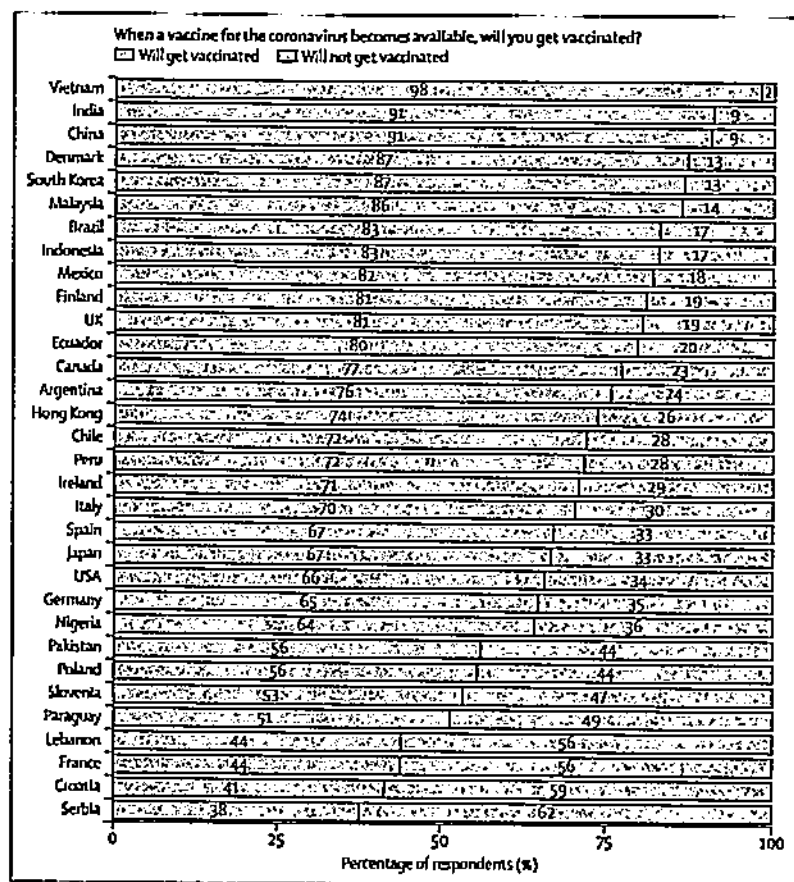 When a vaccine for the coronavirus becomes available, will you get vaccinated?
Will get vaccinated Will not get vaccinated
Vietnam 98 2
India 91 9
China 91 9
Denmark 87 13
South Korea 87 13
Malaysia 86 14
Brazil 83 17
Indonesia 83 17
Mexico 82 18
Finland 81 19
UK 81 19
Ecuador 80 20
Canada 77 23
Argentina 76 24
Hong Kong 74 26
Chile 72 28
Peru 72 28
Ireland 71 29
Italy 70 30
Spain 67 33
Japan 67 33
USA 66 34
Germany 65 35
Nigeria 64 36
Pakistan 56 44
Poland 56 44
Slovenia 53 47
Paraguay 51 49
Lebanon 44 56
France 44 56
Croatia 41 59
Serbia 38 62
0 25 50 75 100
Percentage of respondents (%)